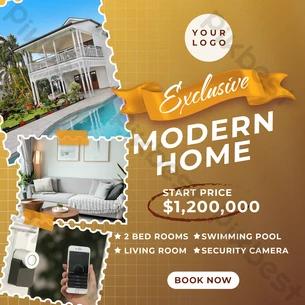 YOUR
LOGO
Exclusive
MODERN
HOME
START PRICE
$1,200,000
★ 2 BED ROOMS ★ SWIMMING POOL
★ LIVING ROOM ★ SECURITY CAMERA
BOOK NOW